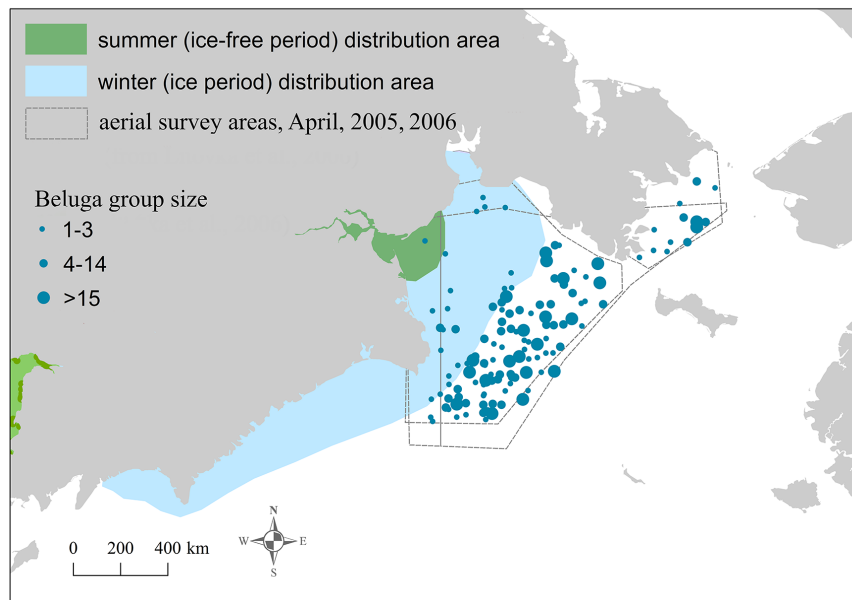 summer (ice-free period) distribution area
winter (ice period) distribution area
aerial survey areas, April, 2005, 2006
Beluga group size
1-3
4-14
>15
N
W E
S
0 200 400 km